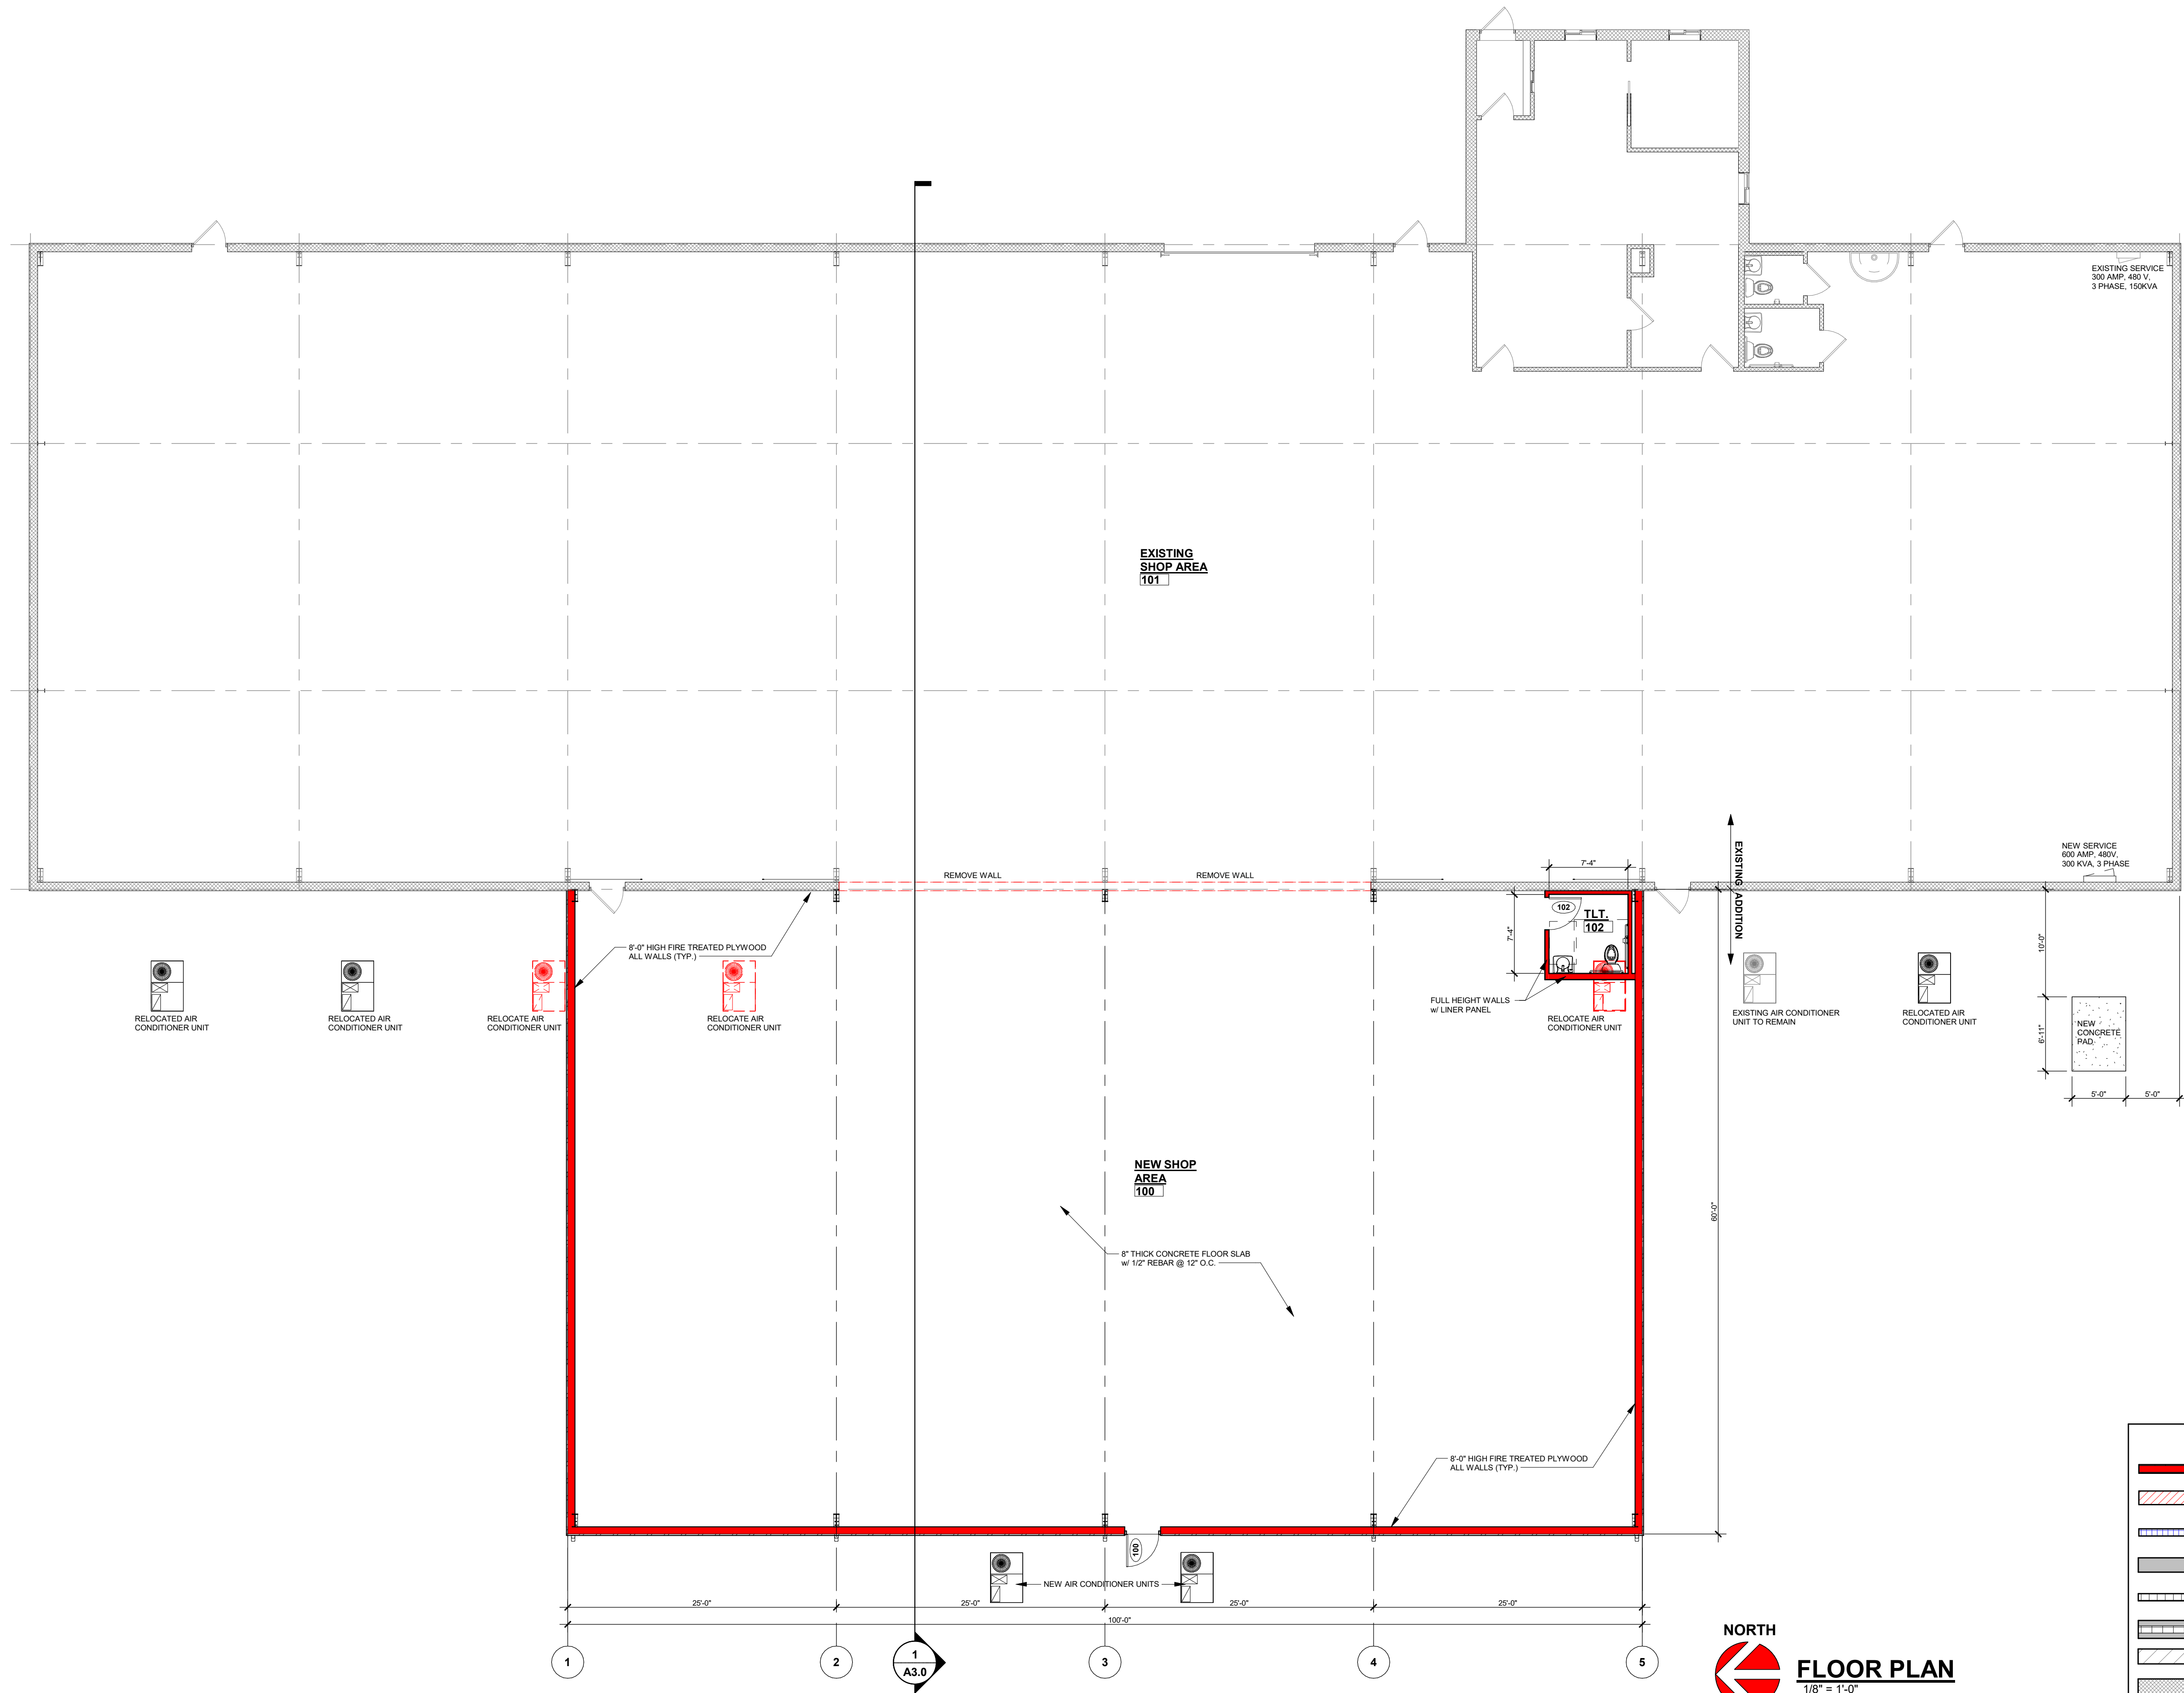 EXISTING SERVICE
300 AMP, 480 V,
3 PHASE, 150KVA
EXISTING
SHOP AREA
101
NEW SERVICE
600 AMP, 480V,
300 KVA, 3 PHASE
EXISTING
ADDITION
7'-4"
REMOVE WALL
REMOVE WALL
102
TLT.
102
7'-4"
8'-0" HIGH FIRE TREATED PLYWOOD
ALL WALLS (TYP.)
10'-0"
FULL HEIGHT WALLS
w/ LINER PANEL
RELOCATED AIR
CONDITIONER UNIT
RELOCATED AIR
CONDITIONER UNIT
RELOCATE AIR
CONDITIONER UNIT
RELOCATE AIR
CONDITIONER UNIT
RELOCATE AIR
CONDITIONER UNIT
EXISTING AIR CONDITIONER
UNIT TO REMAIN
RELOCATED AIR
CONDITIONER UNIT
6'-11"
NEW
CONCRETE
PAD
5'-0"
5'-0"
NEW SHOP
AREA
100
60'-0"
8" THICK CONCRETE FLOOR SLAB
w/ 1/2" REBAR @ 12" O.C.
8'-0" HIGH FIRE TREATED PLYWOOD
ALL WALLS (TYP.)
100
NEW AIR CONDITIONER UNITS
25'-0"
25'-0"
25'-0"
25'-0"
100'-0"
1
2
1
A3.0
3
4
5
NORTH
FLOOR PLAN
1/8" = 1'-0"